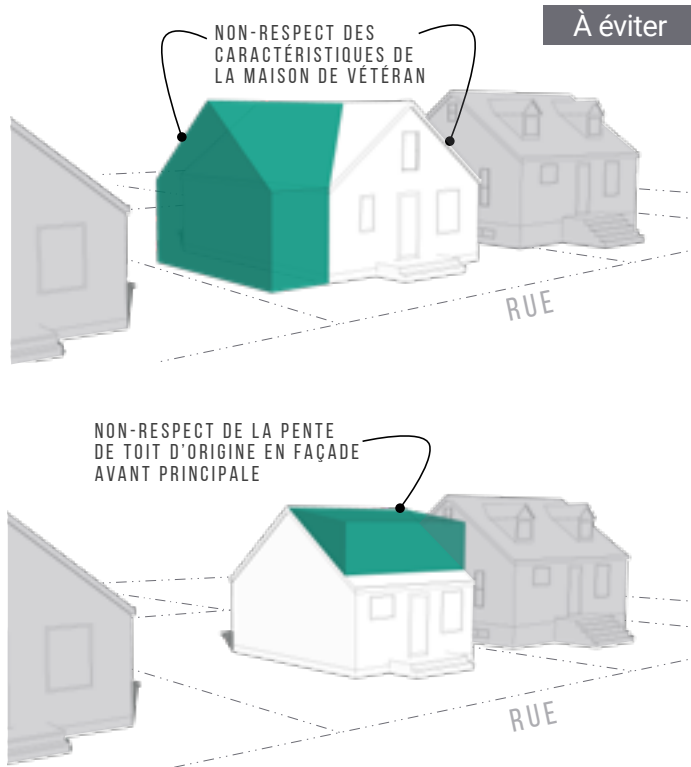 À éviter
NON-RESPECT DES
CARACTÉRISTIQUES DE
LA MAISON DE VÉTÉRAN
RUE
NON-RESPECT DE LA PENTE
DE TOIT D'ORIGINE EN FAÇADE
AVANT PRINCIPALE
RUE